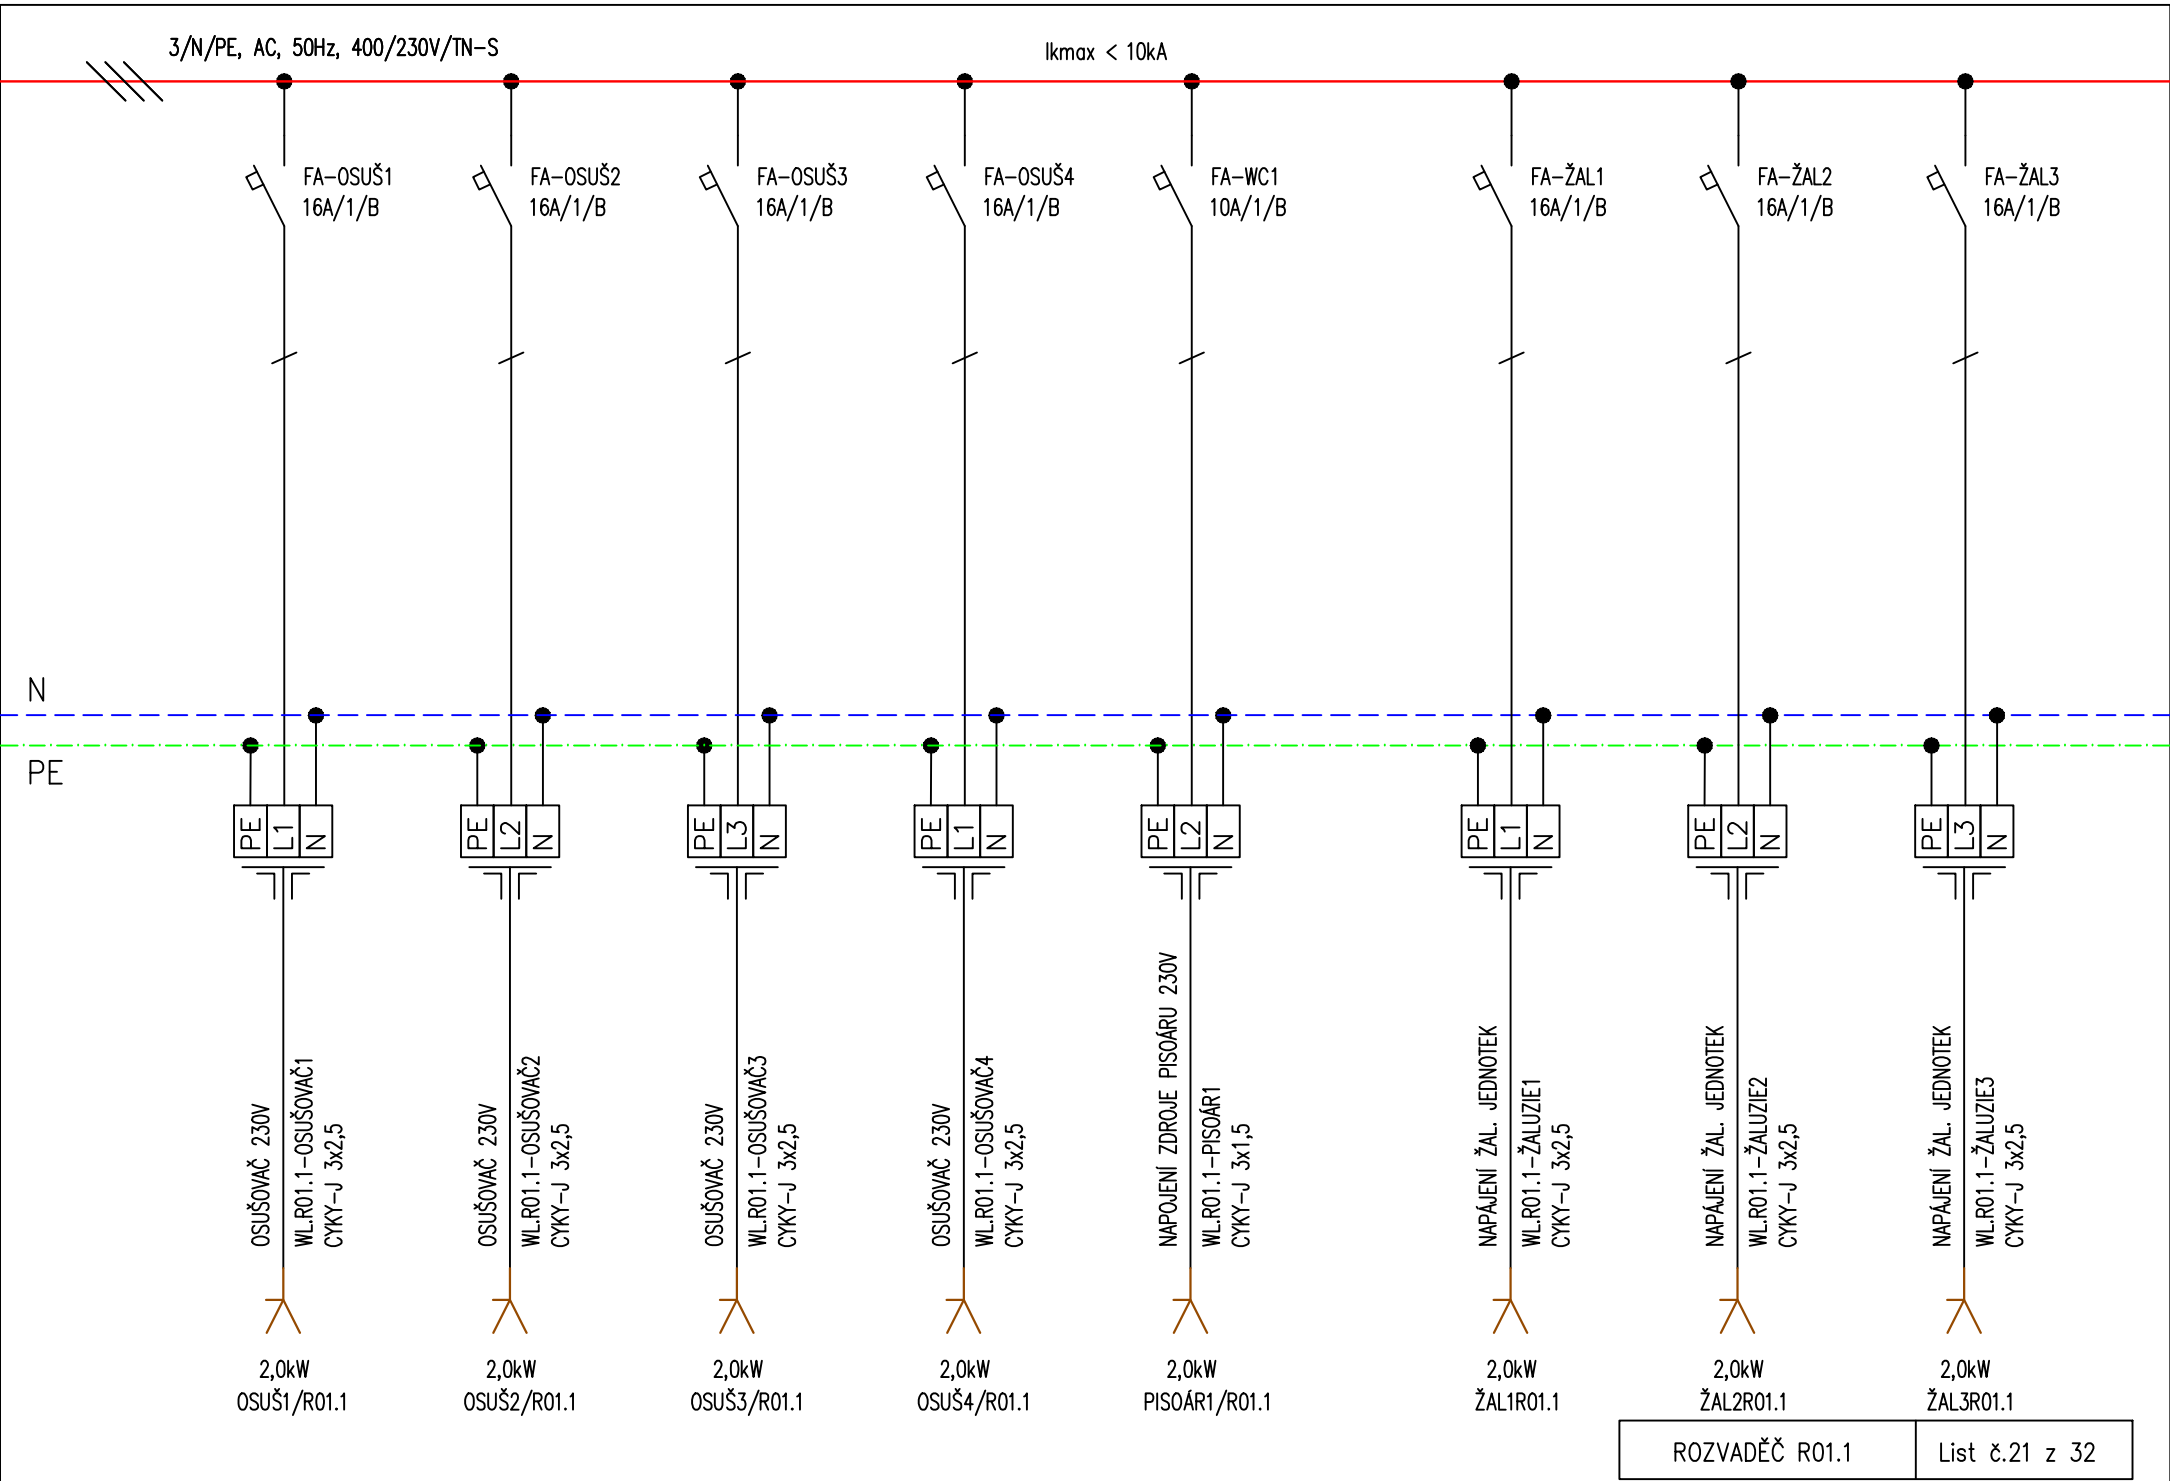 3/N/PE, AC, 50Hz, 400/230V/TN-S
Ikmax < 10kA
FA-OSUŠ1
16A/1/B
FA-OSUŠ2
16A/1/B
FA-OSUŠ3
16A/1/B
FA-OSUŠ4
16A/1/B
FA-WC1
10A/1/B
FA-ŽAL1
16A/1/B
FA-ŽAL2
16A/1/B
FA-ŽAL3
16A/1/B
N
PE
PE L1 N
PE L2 N
PE L3 N
PE L1 N
PE L2 N
PE L1 N
PE L2 N
PE L3 N
OSUŠOVAČ 230V
WL.R01.1-OSUŠOVAČ1
CYKY-J 3x2,5
OSUŠOVAČ 230V
WL.R01.1-OSUŠOVAČ2
CYKY-J 3x2,5
OSUŠOVAČ 230V
WL.R01.1-OSUŠOVAČ3
CYKY-J 3x2,5
OSUŠOVAČ 230V
WL.R01.1-OSUŠOVAČ4
CYKY-J 3x2,5
NAPOJENÍ ZDROJE PISOÁRU 230V
WL.R01.1-PISOÁR1
CYKY-J 3x1,5
NAPÁJENÍ ŽAL. JEDNOTEK
WL.R01.1-ŽALUZIE1
CYKY-J 3x2,5
NAPÁJENÍ ŽAL. JEDNOTEK
WL.R01.1-ŽALUZIE2
CYKY-J 3x2,5
NAPÁJENÍ ŽAL. JEDNOTEK
WL.R01.1-ŽALUZIE3
CYKY-J 3x2,5
2,0kW
OSUŠ1/R01.1
2,0kW
OSUŠ2/R01.1
2,0kW
OSUŠ3/R01.1
2,0kW
OSUŠ4/R01.1
2,0kW
PISOÁR1/R01.1
2,0kW
ŽAL1R01.1
2,0kW
ŽAL2R01.1
2,0kW
ŽAL3R01.1
ROZVADĚČ R01.1
List č.21 z 32